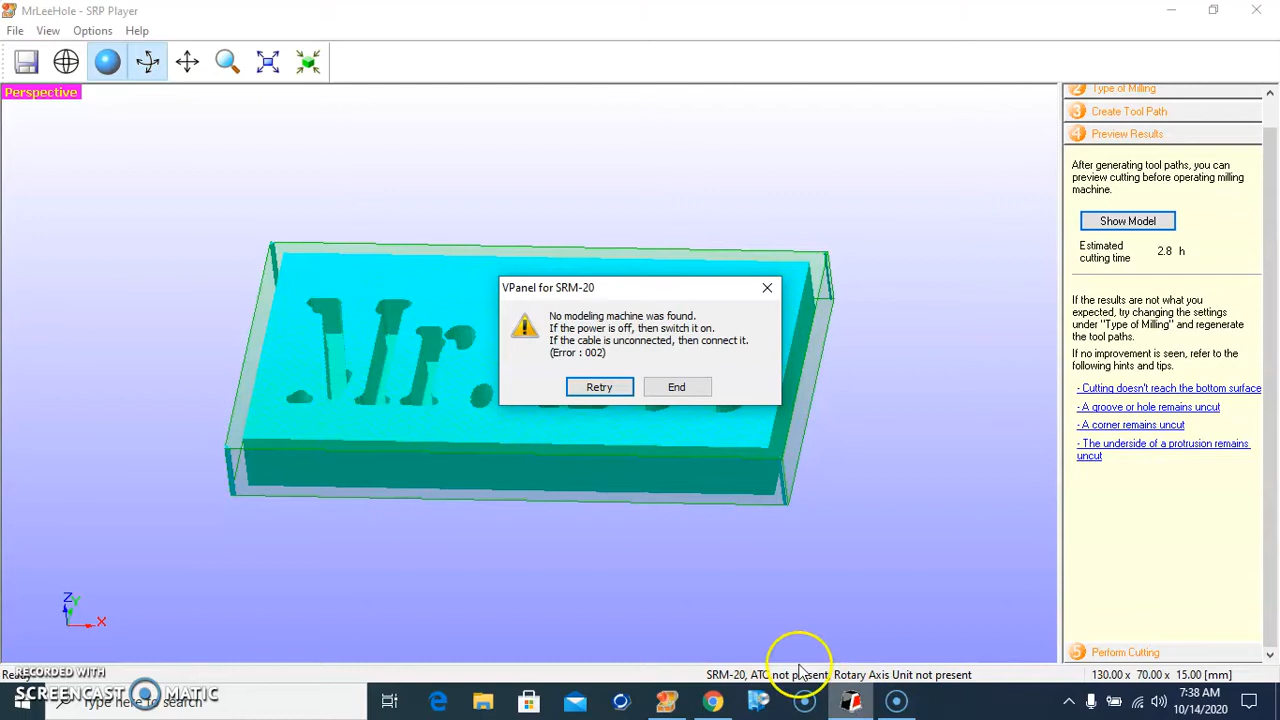 MrLeeHole - SRP Player
File View Options Help
Perspective
2 Type of Milling
3 Create Tool Path
4 Preview Results
After generating tool paths, you can
preview cutting before operating milling
machine.
Show Model
Estimated
cutting time
2.8 h
If the results are not what you
expected, try changing the settings
under "Type of Milling" and regenerate
the tool paths.
If no improvement is seen, refer to the
following hints and tips.
- Cutting doesn't reach the bottom surface
- A groove or hole remains uncut
- A corner remains uncut
- The underside of a protrusion remains
uncut
5 Perform Cutting
VPanel for SRM-20
No modeling machine was found.
If the power is off, then switch it on.
If the cable is unconnected, then connect it.
(Error : 002)
Retry End
Mr.
Z
Y
X
RECORDED WITH
SCREENCAST MATIC
SRM-20, ATC not present, Rotary Axis Unit not present
130.00 x 70.00 x 15.00 [mm]
Type here to search
7:38 AM
10/14/2020